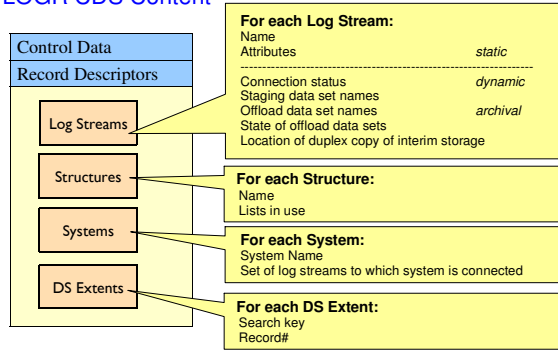 LOGR CDS Content
Control Data
Record Descriptors
Log Streams
Structures
Systems
DS Extents
For each Log Stream:
Name
Attributes static
Connection status dynamic
Staging data set names
Offload data set names archival
State of offload data sets
Location of duplex copy of interim storage
For each Structure:
Name
Lists in use
For each System:
System Name
Set of log streams to which system is connected
For each DS Extent:
Search key
Record#